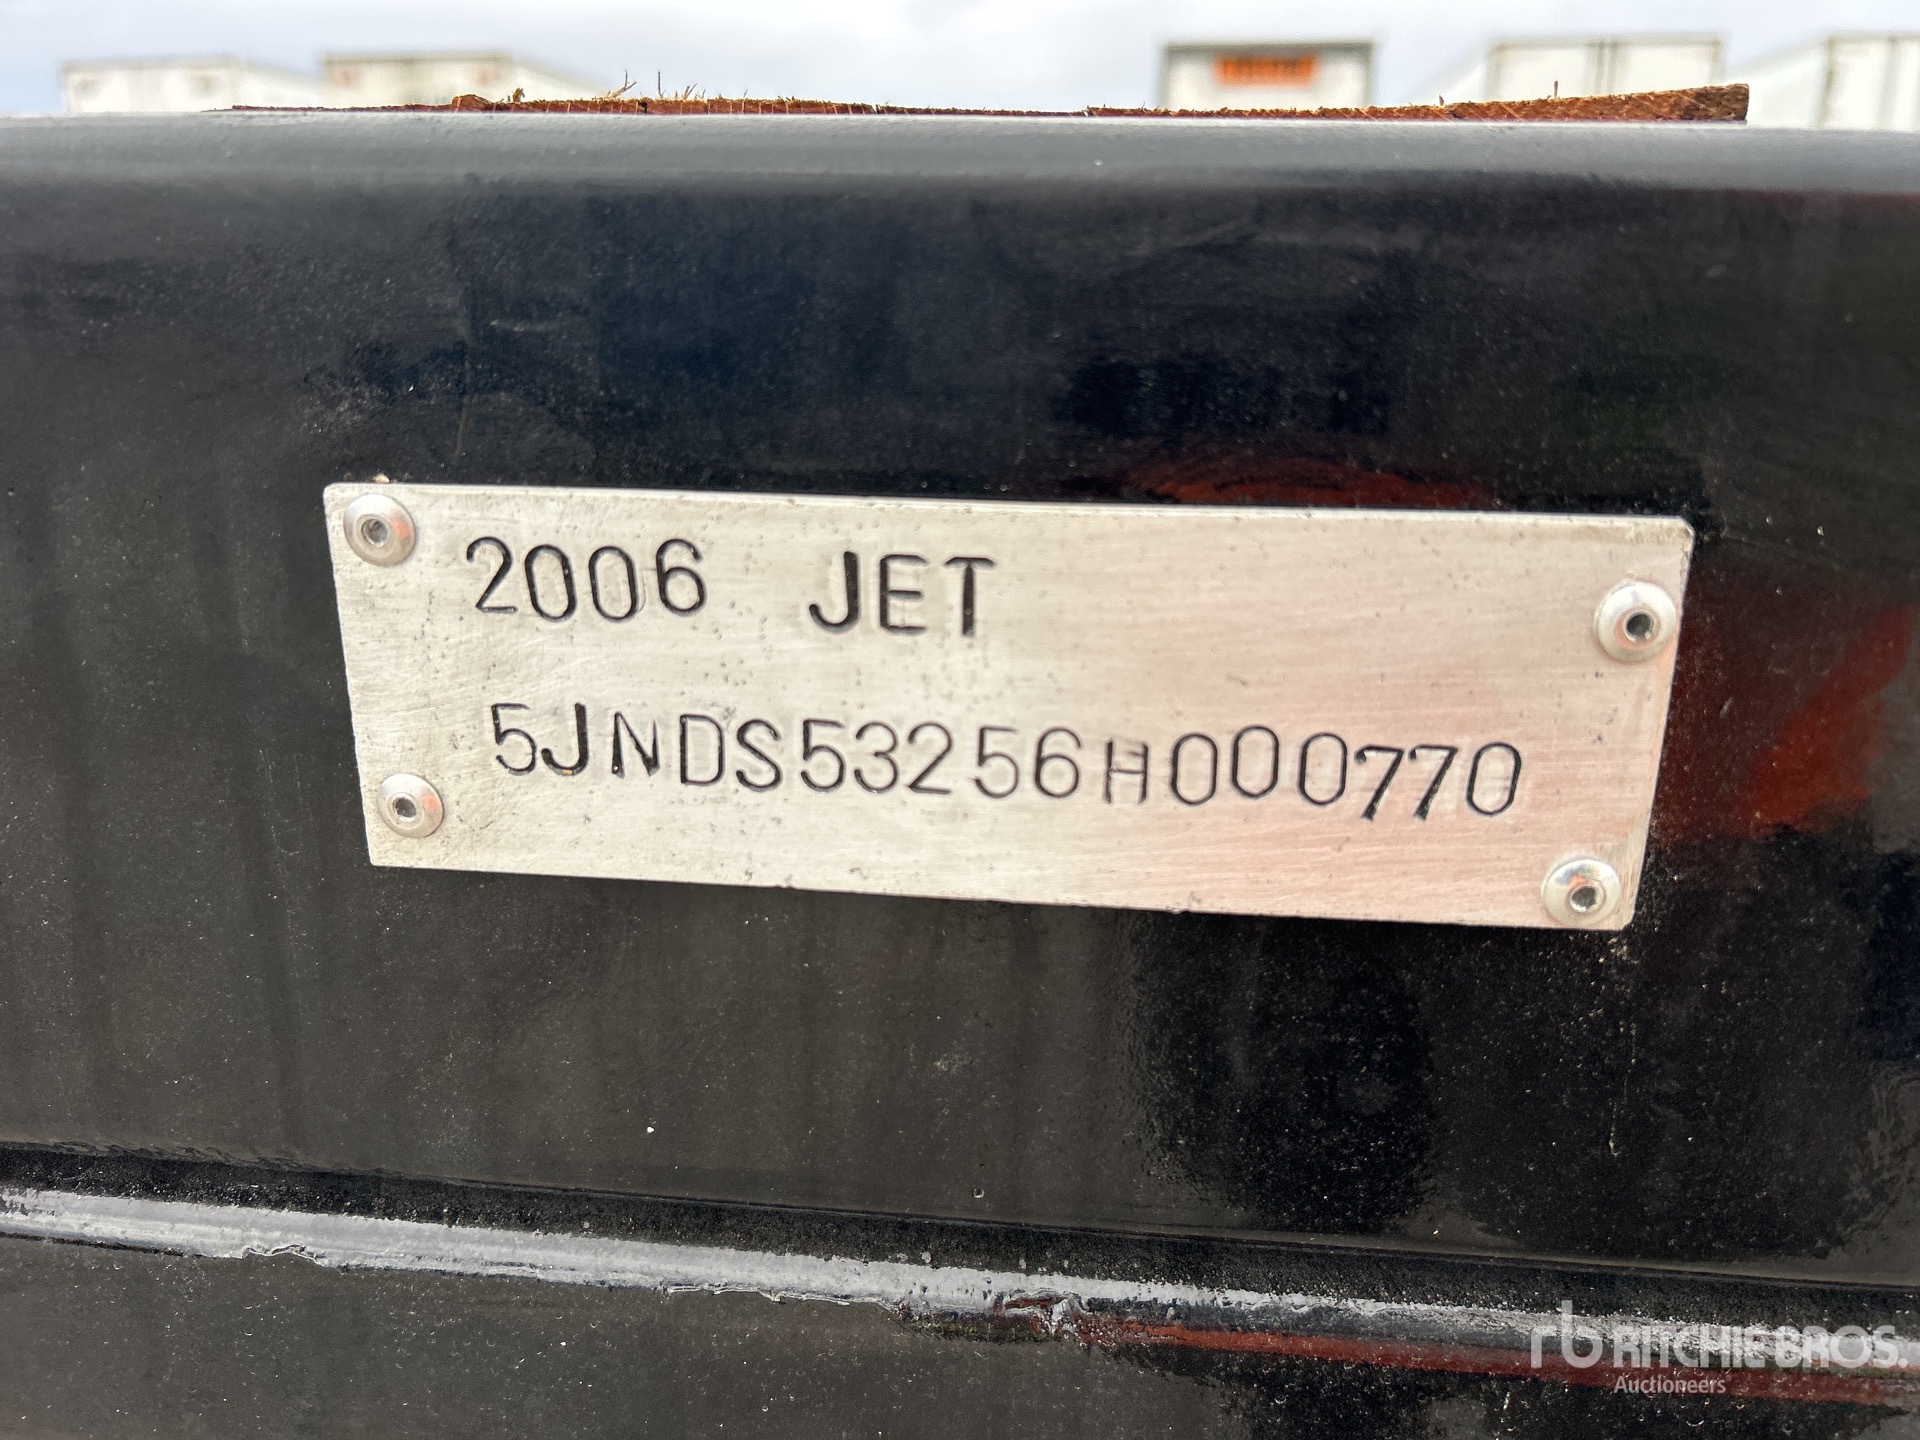 2006 JET
5JNDS53256H000770
rb RITCHIE BROS.
Auctioneers